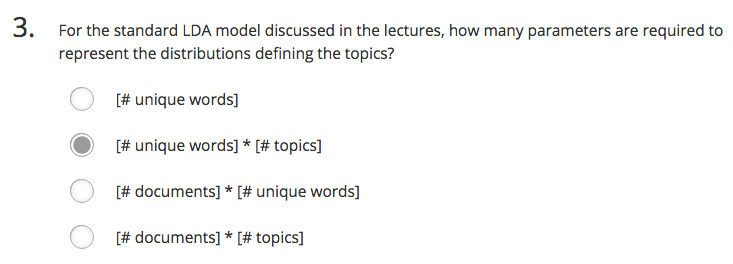 3. For the standard LDA model discussed in the lectures, how many parameters are required to
represent the distributions defining the topics?
[# unique words]
[# unique words] * [# topics]
[# documents] * [# unique words]
[# documents] * [# topics]